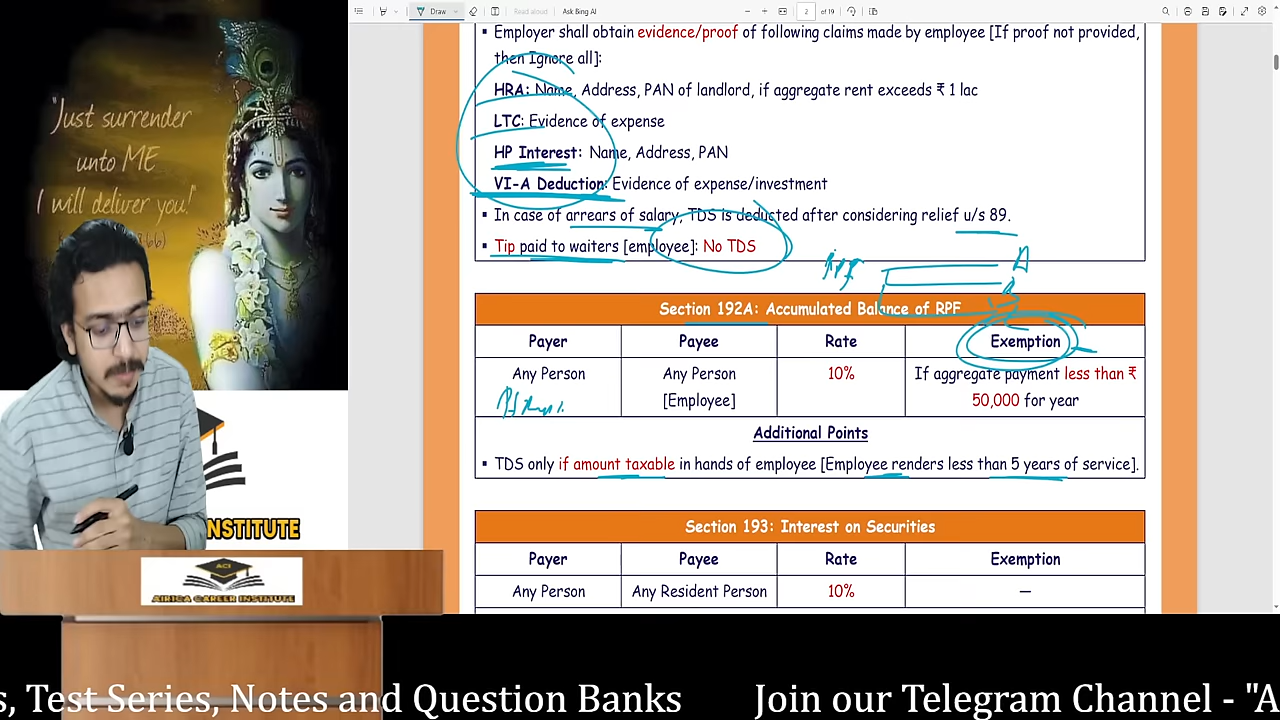 Draw
Read aloud
Ask Bing AI
2
of 19
"Just surrender
unto ME
I will deliver you!"
▪ Employer shall obtain evidence/proof of following claims made by employee [If proof not provided,
then Ignore all]:
HRA: Name, Address, PAN of landlord, if aggregate rent exceeds ₹ 1 lac
LTC: Evidence of expense
HP Interest: Name, Address, PAN
VI-A Deduction: Evidence of expense/investment
▪ In case of arrears of salary, TDS is deducted after considering relief u/s 89.
▪ Tip paid to waiters [employee]: No TDS
RPF
A
Section 192A: Accumulated Balance of RPF
Payer Payee Rate Exemption
Any Person Any Person 10% If aggregate payment less than ₹
[Employee] 50,000 for year
Additional Points
▪ TDS only if amount taxable in hands of employee [Employee renders less than 5 years of service].
Section 193: Interest on Securities
Payer Payee Rate Exemption
Any Person Any Resident Person 10% —
NSTITUTE
ACI
AIRICA CAREER INSTITUTE
s, Test Series, Notes and Question Banks Join our Telegram Channel - "A